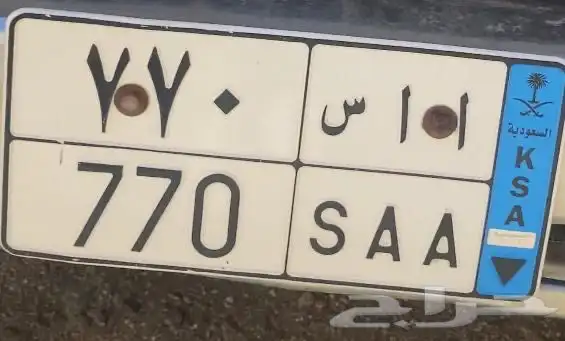 ٧٧٠ ا ا س
770 SAA
السعودية
K
S
A
حراج